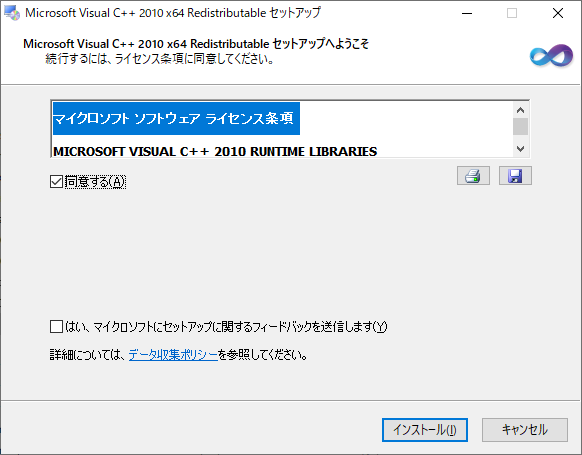 Microsoft Visual C++ 2010 x64 Redistributable セットアップ
Microsoft Visual C++ 2010 x64 Redistributable セットアップへようこそ
続行するには、ライセンス条項に同意してください。
マイクロソフト ソフトウェア ライセンス条項
MICROSOFT VISUAL C++ 2010 RUNTIME LIBRARIES
同意する(A)
はい、マイクロソフトにセットアップに関するフィードバックを送信します(Y)
詳細については、データ収集ポリシーを参照してください。
インストール(I)
キャンセル